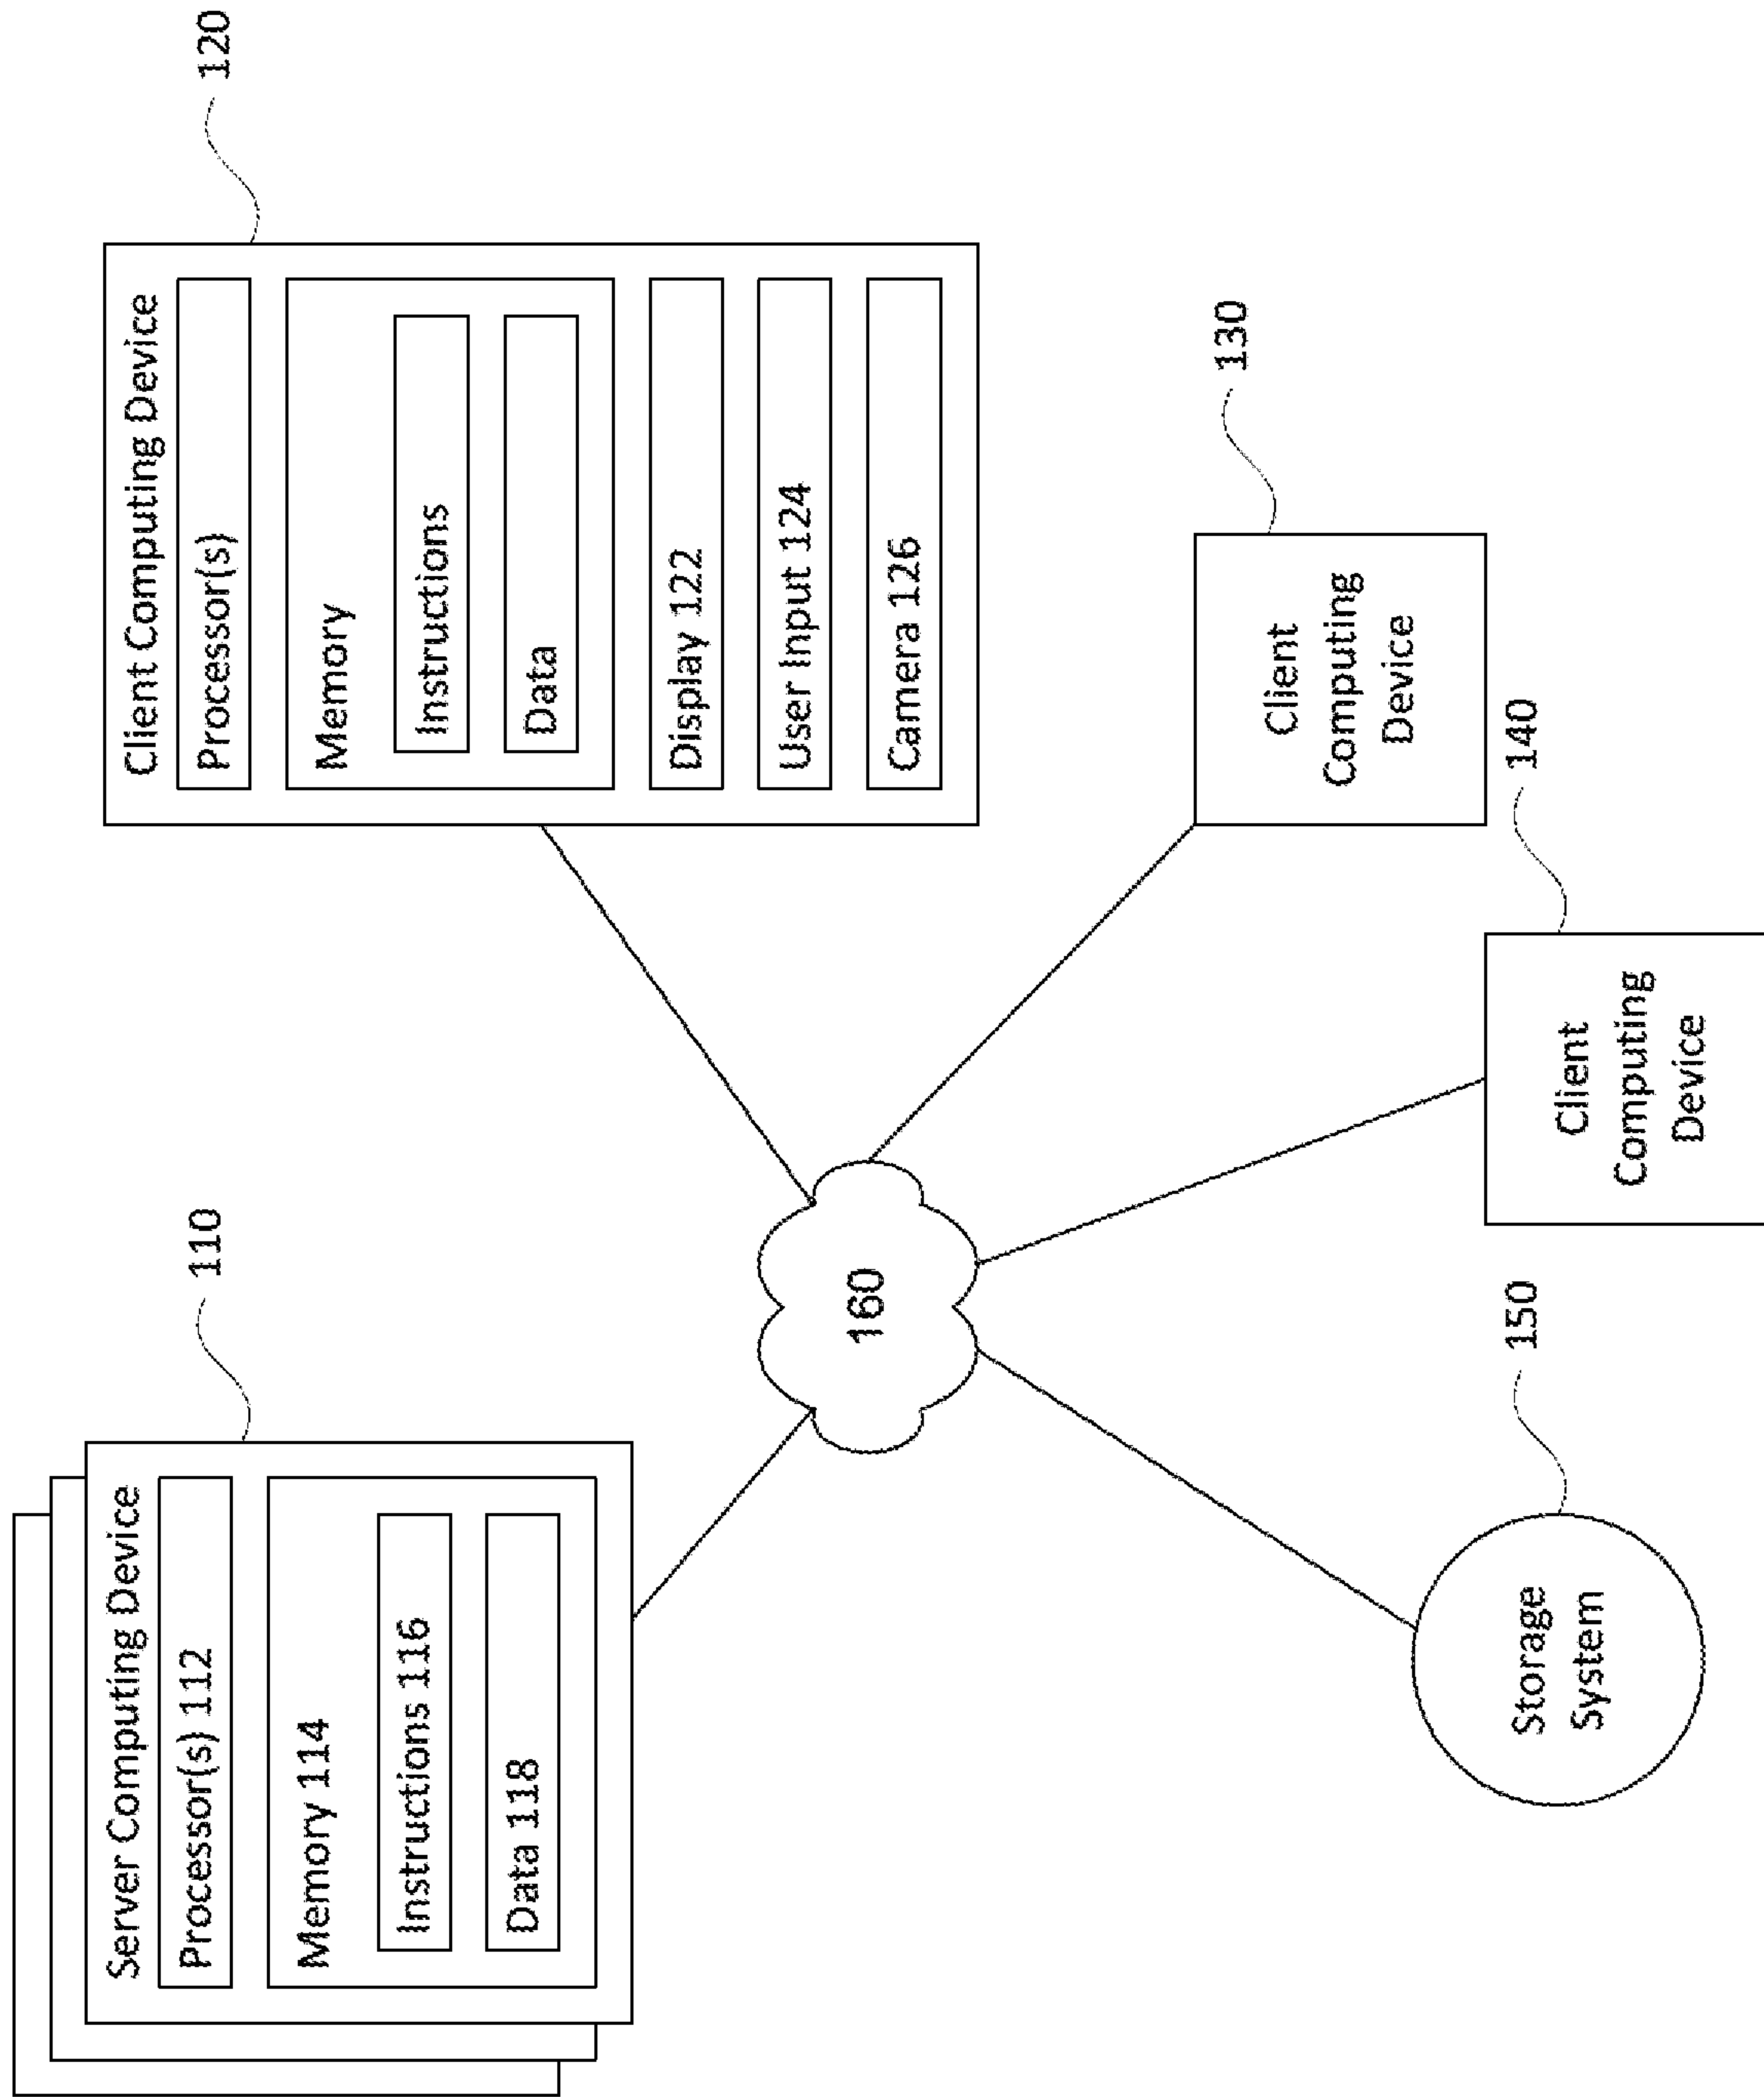 110
Server Computing Device
Processor(s) 112
Memory 114
Instructions 116
Data 118
120
Client Computing Device
Processor(s)
Memory
Instructions
Data
Display 122
User Input 124
Camera 126
160
130
Client
Computing
Device
140
Client
Computing
Device
150
Storage
System